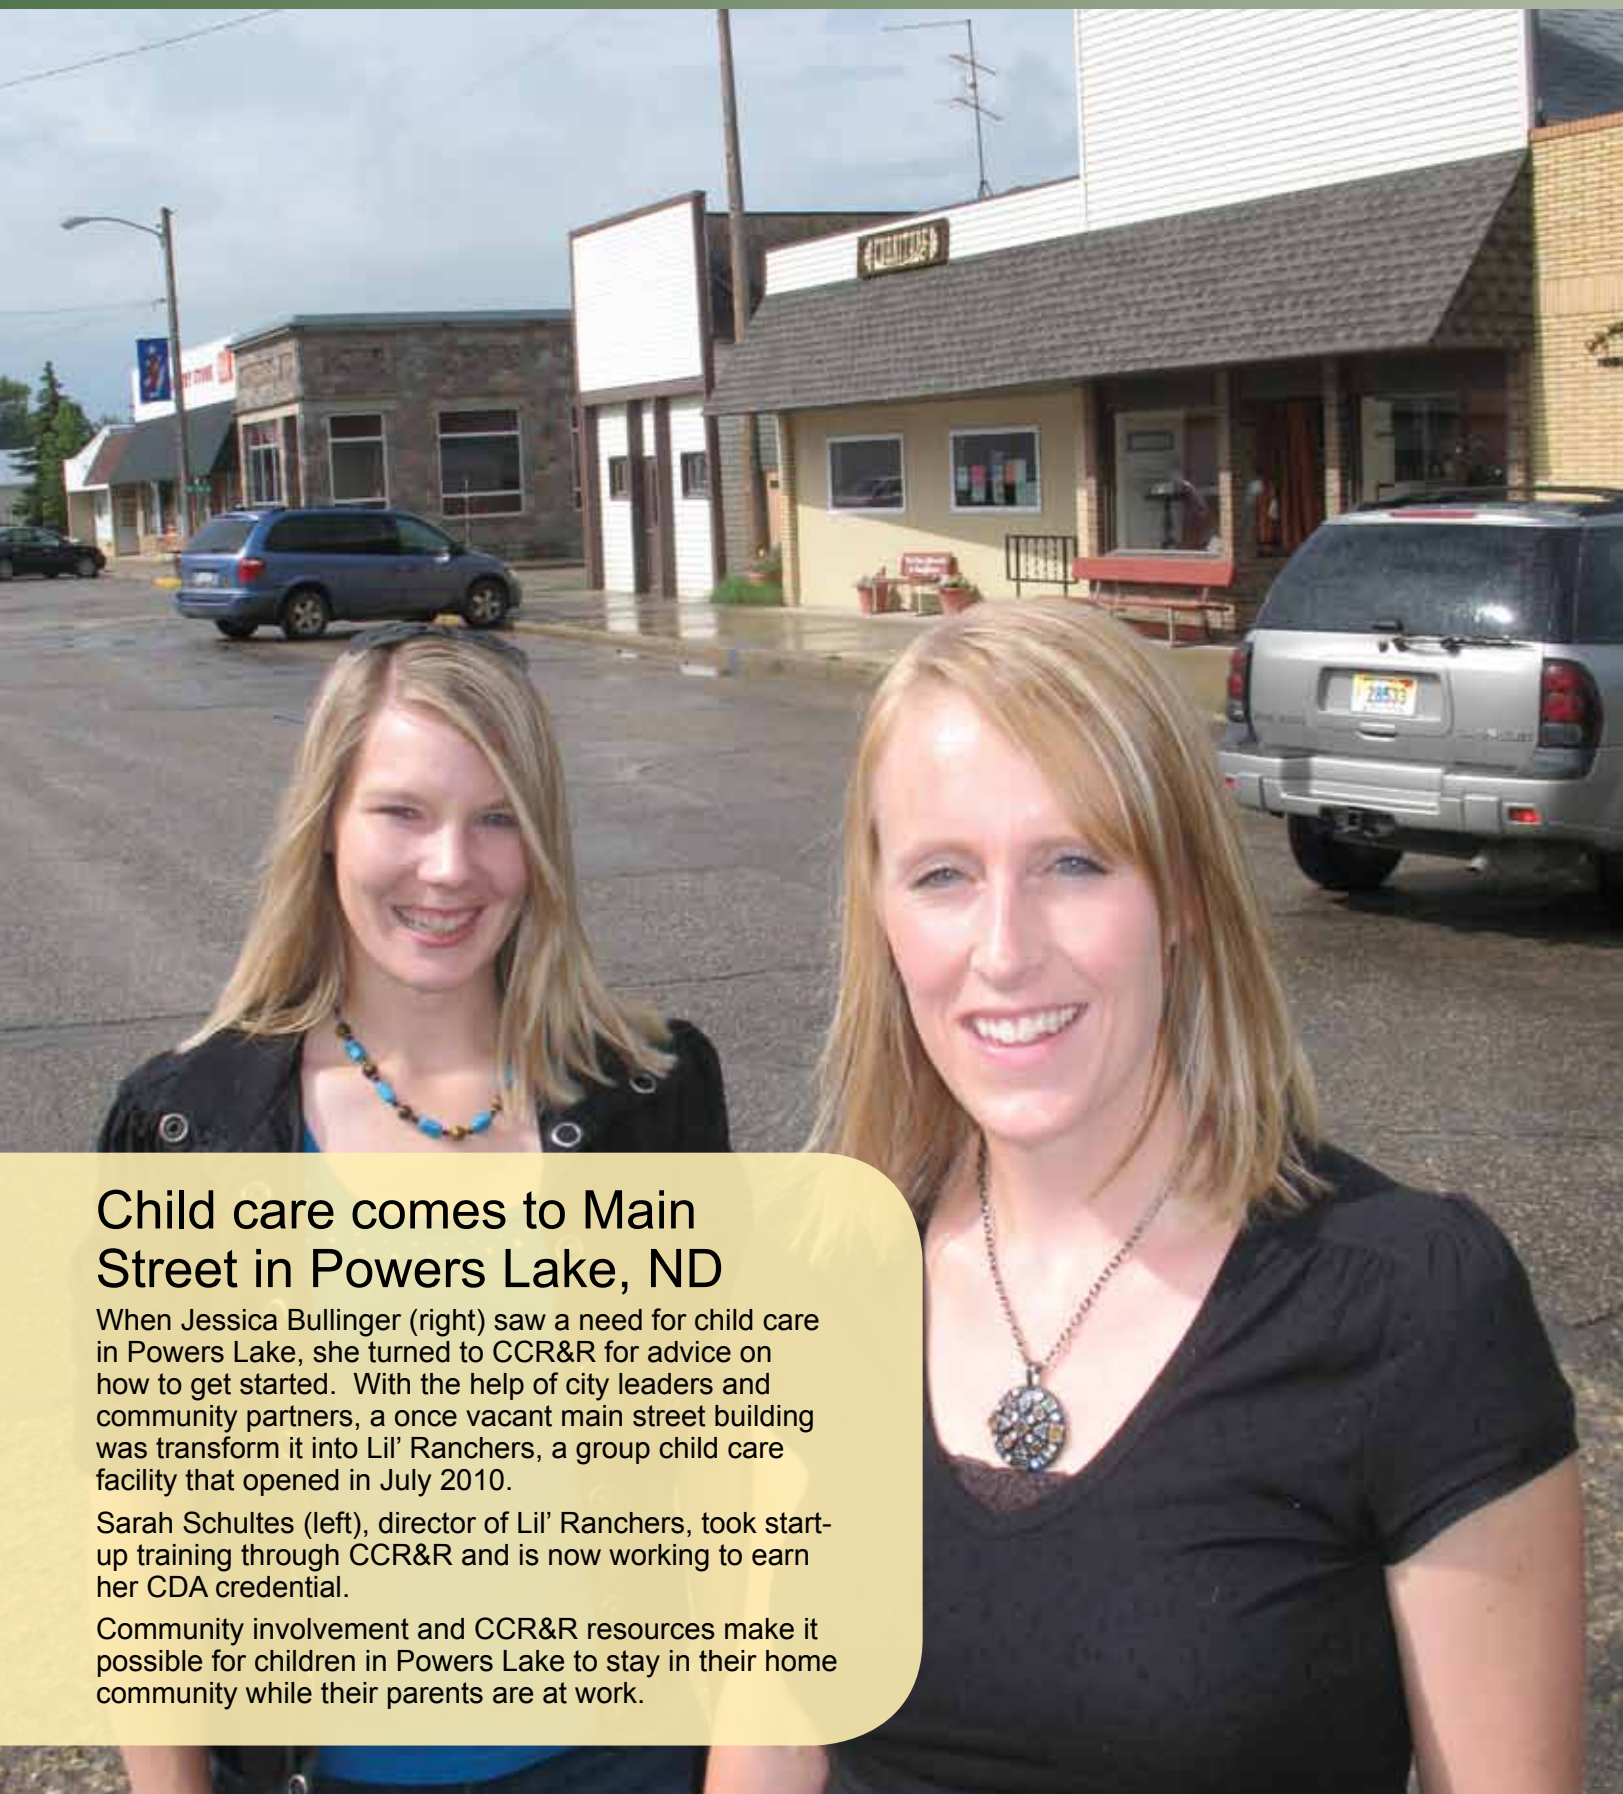 FURNITURE
28533
Child care comes to Main
Street in Powers Lake, ND
When Jessica Bullinger (right) saw a need for child care
in Powers Lake, she turned to CCR&R for advice on
how to get started.  With the help of city leaders and
community partners, a once vacant main street building
was transform it into Lil’ Ranchers, a group child care
facility that opened in July 2010.
Sarah Schultes (left), director of Lil’ Ranchers, took start-
up training through CCR&R and is now working to earn
her CDA credential.
Community involvement and CCR&R resources make it
possible for children in Powers Lake to stay in their home
community while their parents are at work.